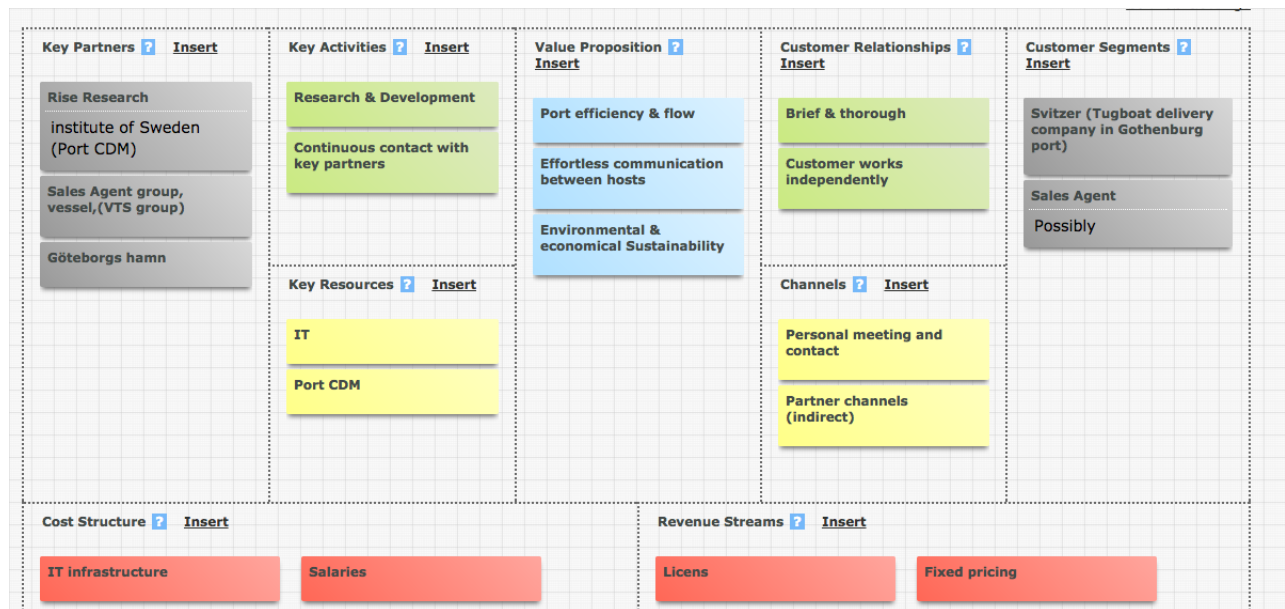 Key Partners ? Insert
Rise Research
institute of Sweden
(Port CDM)
Sales Agent group,
vessel,(VTS group)
Göteborgs hamn
Key Activities ? Insert
Research & Development
Continuous contact with
key partners
Key Resources ? Insert
IT
Port CDM
Value Proposition ?
Insert
Port efficiency & flow
Effortless communication
between hosts
Environmental &
economical Sustainability
Customer Relationships ?
Insert
Brief & thorough
Customer works
independently
Channels ? Insert
Personal meeting and
contact
Partner channels
(indirect)
Customer Segments ?
Insert
Svitzer (Tugboat delivery
company in Gothenburg
port)
Sales Agent
Possibly
Cost Structure ? Insert
IT infrastructure
Salaries
Revenue Streams ? Insert
Licens
Fixed pricing